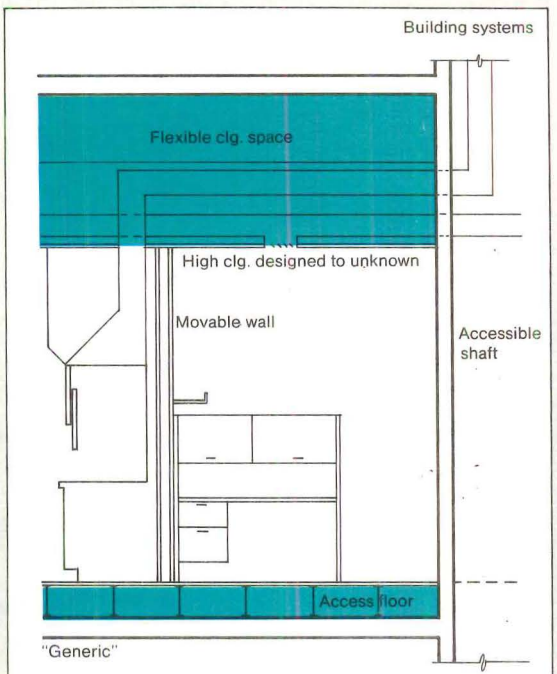 Building systems
Flexible clg. space
High clg. designed to unknown
Movable wall
Accessible
shaft
Access floor
"Generic"